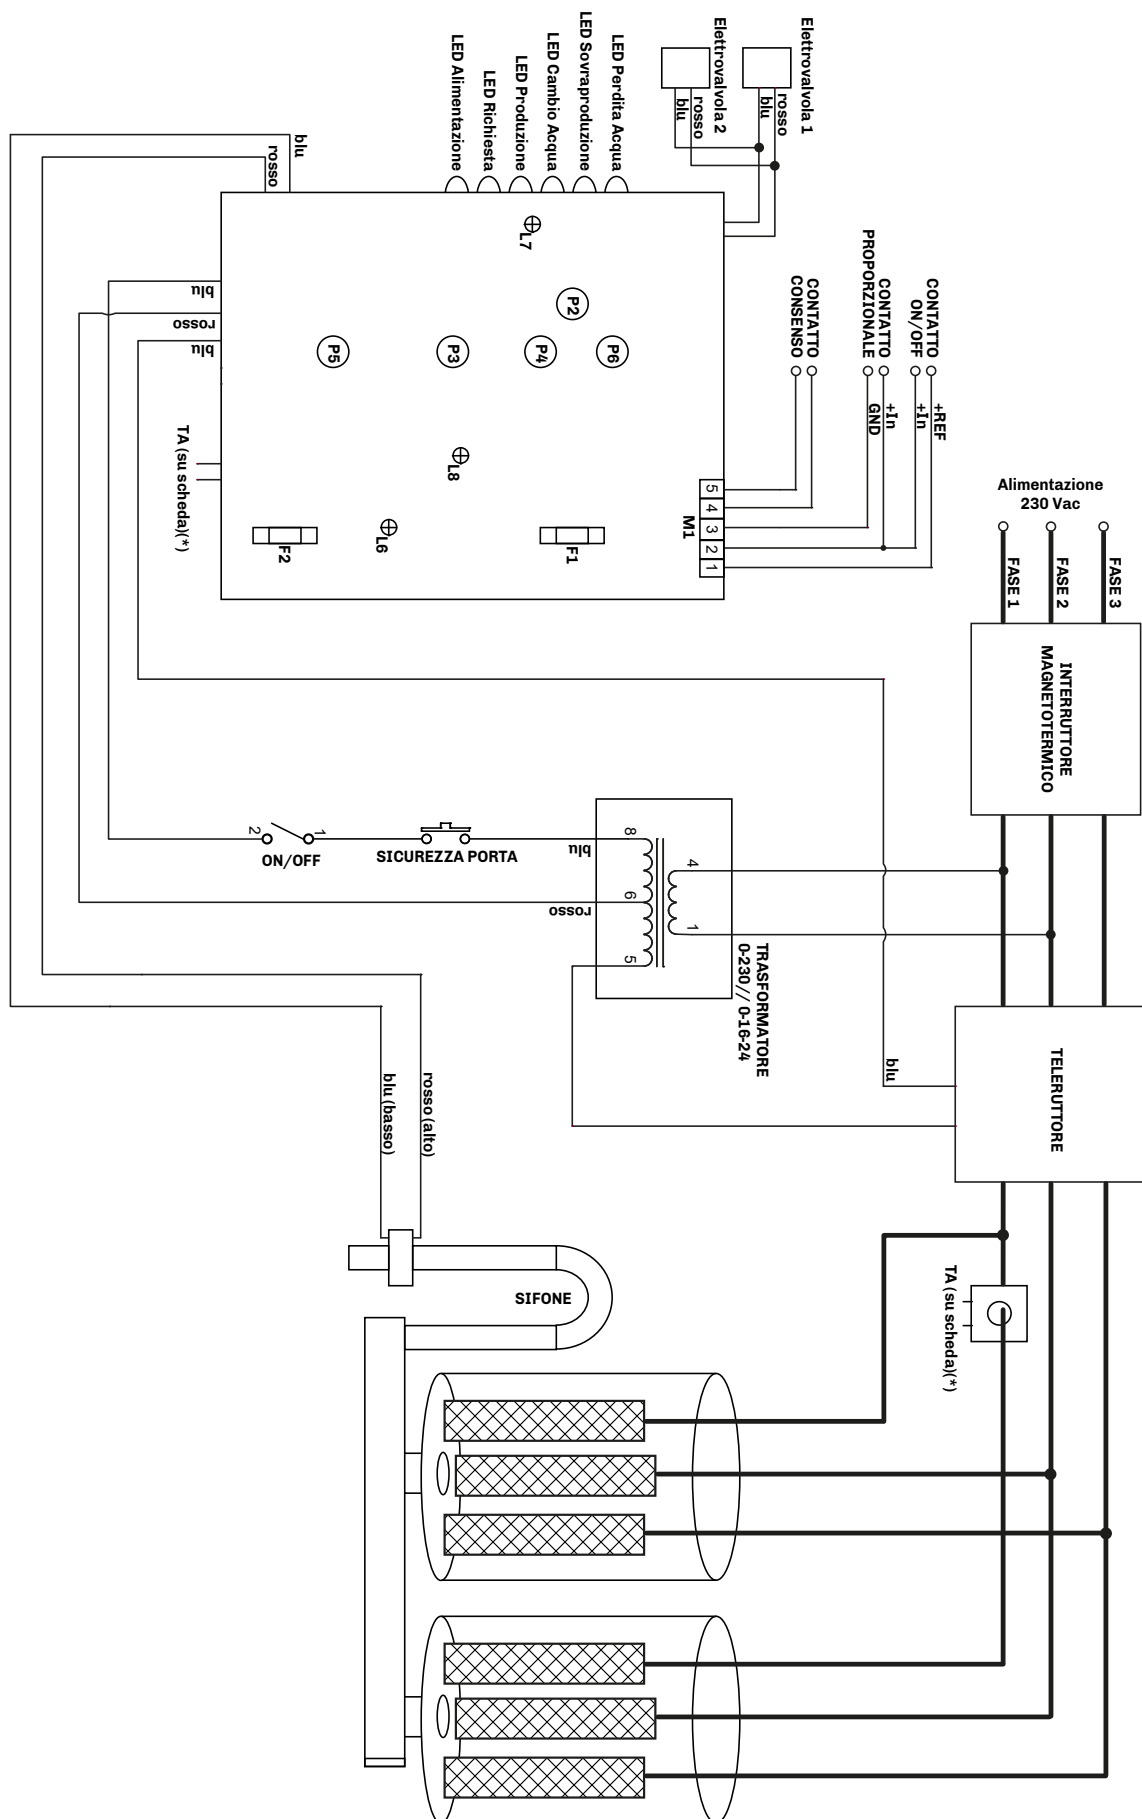 Elettrovalvola 1
Elettrovalvola 2
rosso
blu
rosso
blu
LED Perdita Acqua
LED Sovraproduzione
LED Cambio Acqua
LED Produzione
LED Richiesta
LED Alimentazione
blu
rosso
L7
P2
P6
P4
P3
P5
L8
L6
F1
F2
M1
5
4
3
2
1
blu
rosso
blu
TA (su scheda)(*)
CONTATTO
CONSENSO
CONTATTO
PROPORZIONALE
CONTATTO
ON/OFF
+REF
+In
+In
GND
Alimentazione
230 Vac
FASE 1
FASE 2
FASE 3
INTERRUTTORE
MAGNETOTERMICO
2
1
ON/OFF
SICUREZZA PORTA
blu
rosso
8
6
5
4
1
TRASFORMATORE
0-230// 0-16-24
blu
TELERUTTORE
rosso (alto)
blu (basso)
SIFONE
TA (su scheda)(*)